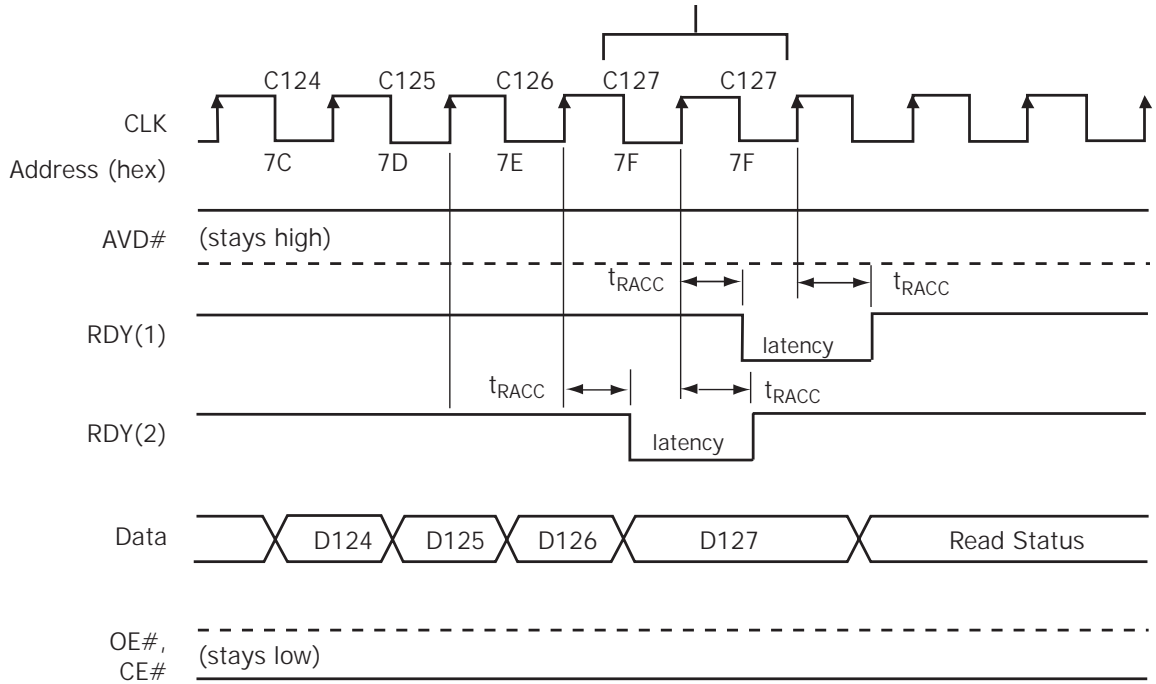 C124 C125 C126 C127 C127
CLK
7C 7D 7E 7F 7F
Address (hex)
AVD# (stays high)
tRACC tRACC
RDY(1)
latency
tRACC tRACC
RDY(2)
latency
Data D124 D125 D126 D127 Read Status
OE#,
CE# (stays low)